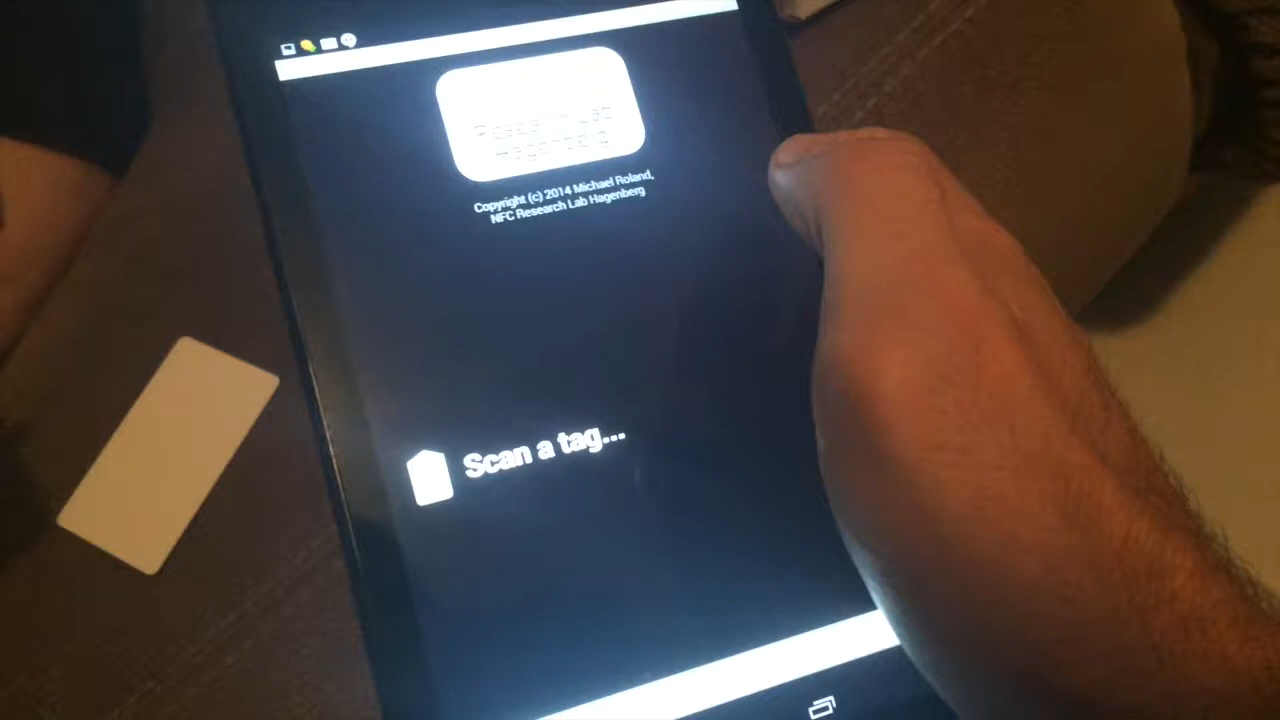 Copyright (c) 2014 Michael Roland,
NFC Research Lab Hagenberg
Scan a tag...